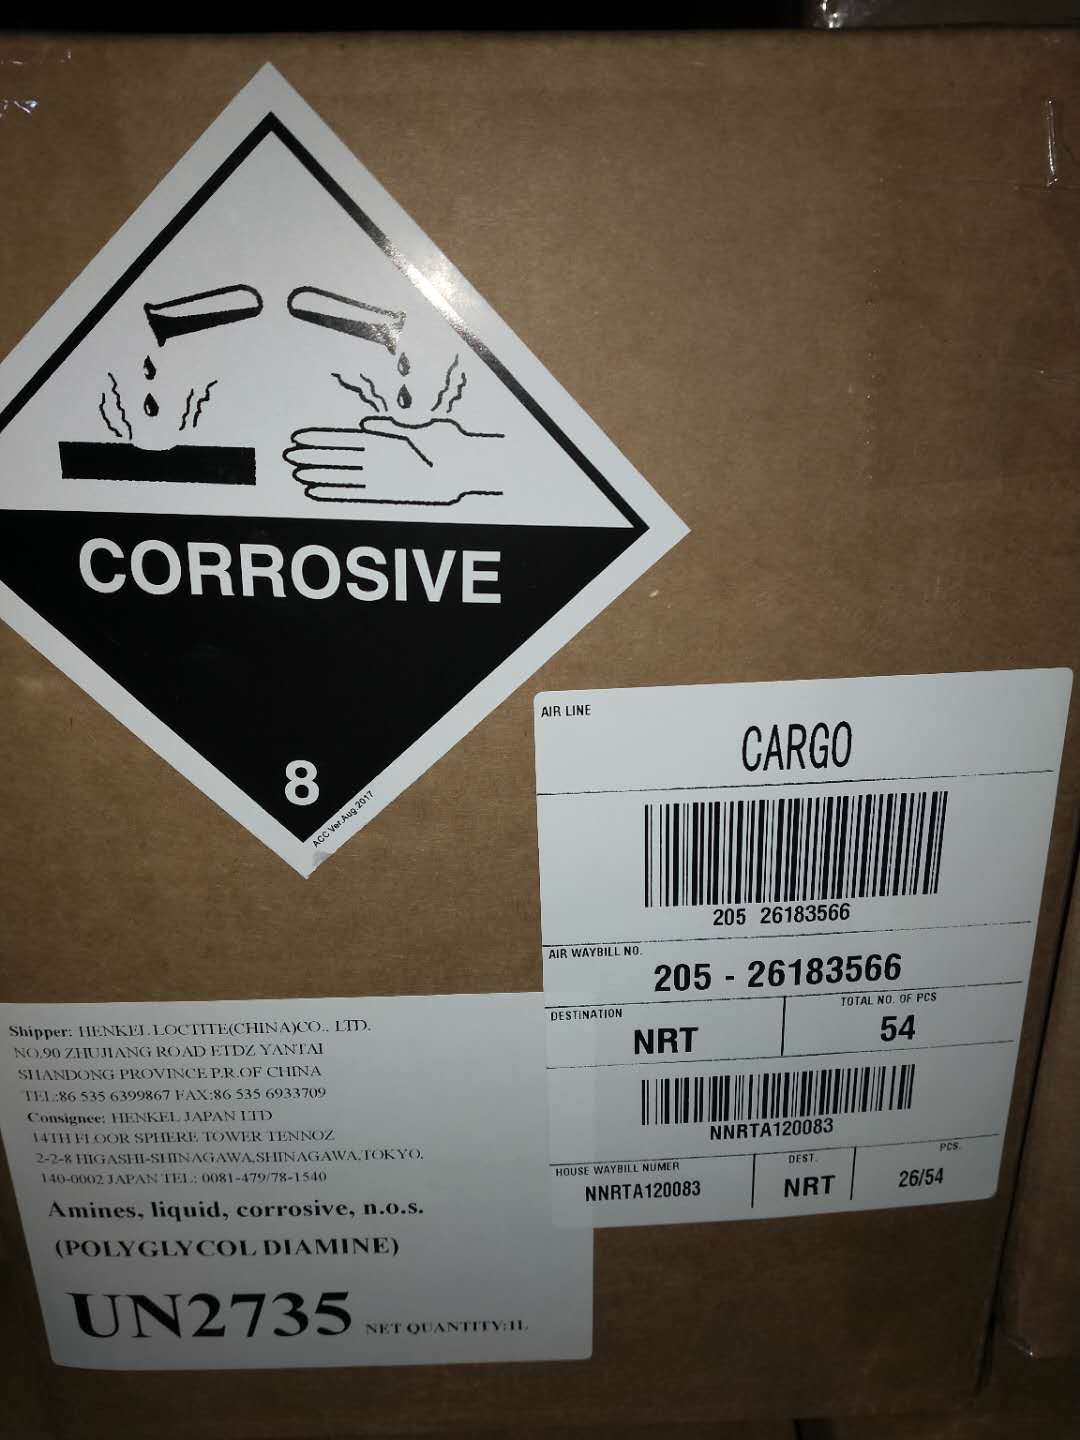 CORROSIVE
8
ACC Ver.Aug.2017
AIR LINE
CARGO
205 26183566
AIR WAYBILL NO.
205 - 26183566
DESTINATION
NRT
TOTAL NO. OF PCS
54
NNRTA120083
HOUSE WAYBILL NUMER
NNRTA120083
DEST.
NRT
PCS.
26/54
Shipper: HENKEL LOCTITE(CHINA)CO., LTD.
NO.90 ZHUJIANG ROAD ETDZ YANTAI
SHANDONG PROVINCE P.R.OF CHINA
TEL:86 535 6399867 FAX:86 535 6933709
Consignee: HENKEL JAPAN LTD
14TH FLOOR SPHERE TOWER TENNOZ
2-2-8 HIGASHI-SHINAGAWA,SHINAGAWA,TOKYO,
140-0002 JAPAN TEL: 0081-479/78-1540
Amines, liquid, corrosive, n.o.s.
(POLYGLYCOL DIAMINE)
UN2735 NET QUANTITY:1L